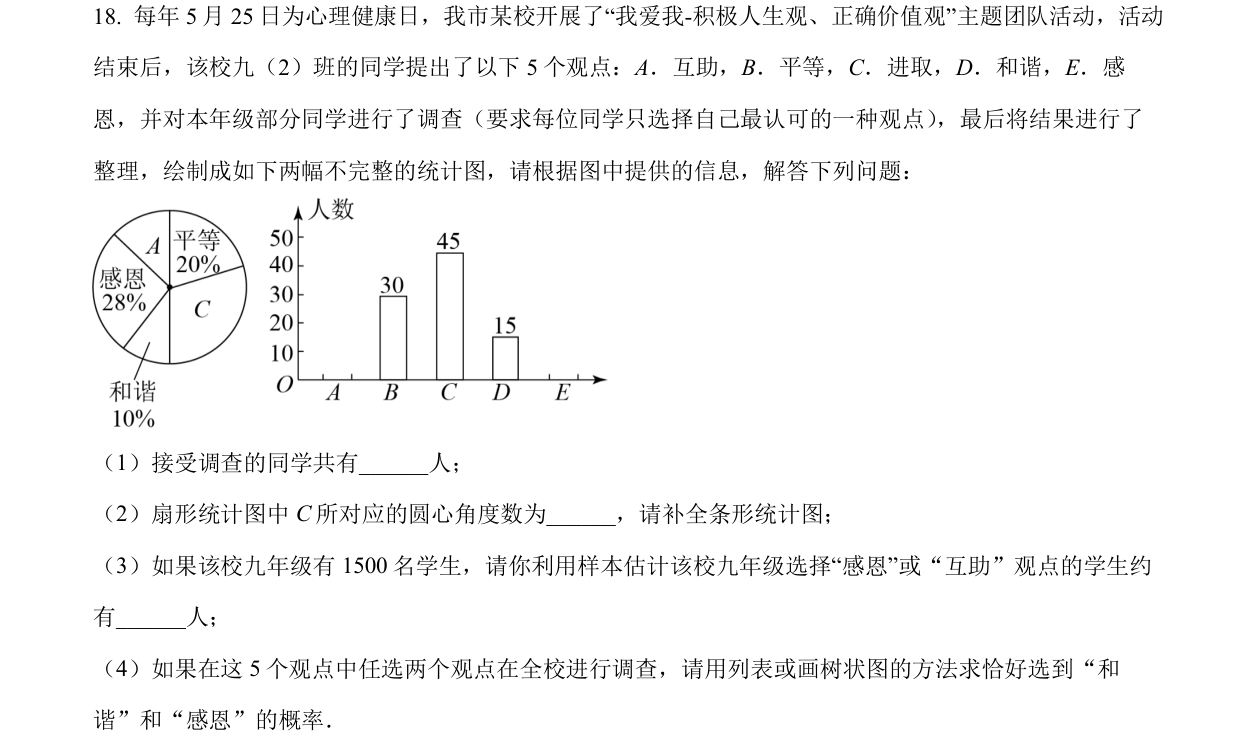 18. 每年 5 月 25 日为心理健康日，我市某校开展了“我爱我-积极人生观、正确价值观”主题团队活动，活动
结束后，该校九（2）班的同学提出了以下 5 个观点：A．互助，B．平等，C．进取，D．和谐，E．感
恩，并对本年级部分同学进行了调查（要求每位同学只选择自己最认可的一种观点），最后将结果进行了
整理，绘制成如下两幅不完整的统计图，请根据图中提供的信息，解答下列问题：
A
平等
20%
感恩
28%
C
和谐
10%
人数
50
40
30
20
10
O
30
45
15
A B C D E
（1）接受调查的同学共有______人；
（2）扇形统计图中 C 所对应的圆心角度数为______，请补全条形统计图；
（3）如果该校九年级有 1500 名学生，请你利用样本估计该校九年级选择“感恩”或“互助”观点的学生约
有______人；
（4）如果在这 5 个观点中任选两个观点在全校进行调查，请用列表或画树状图的方法求恰好选到“和
谐”和“感恩”的概率．